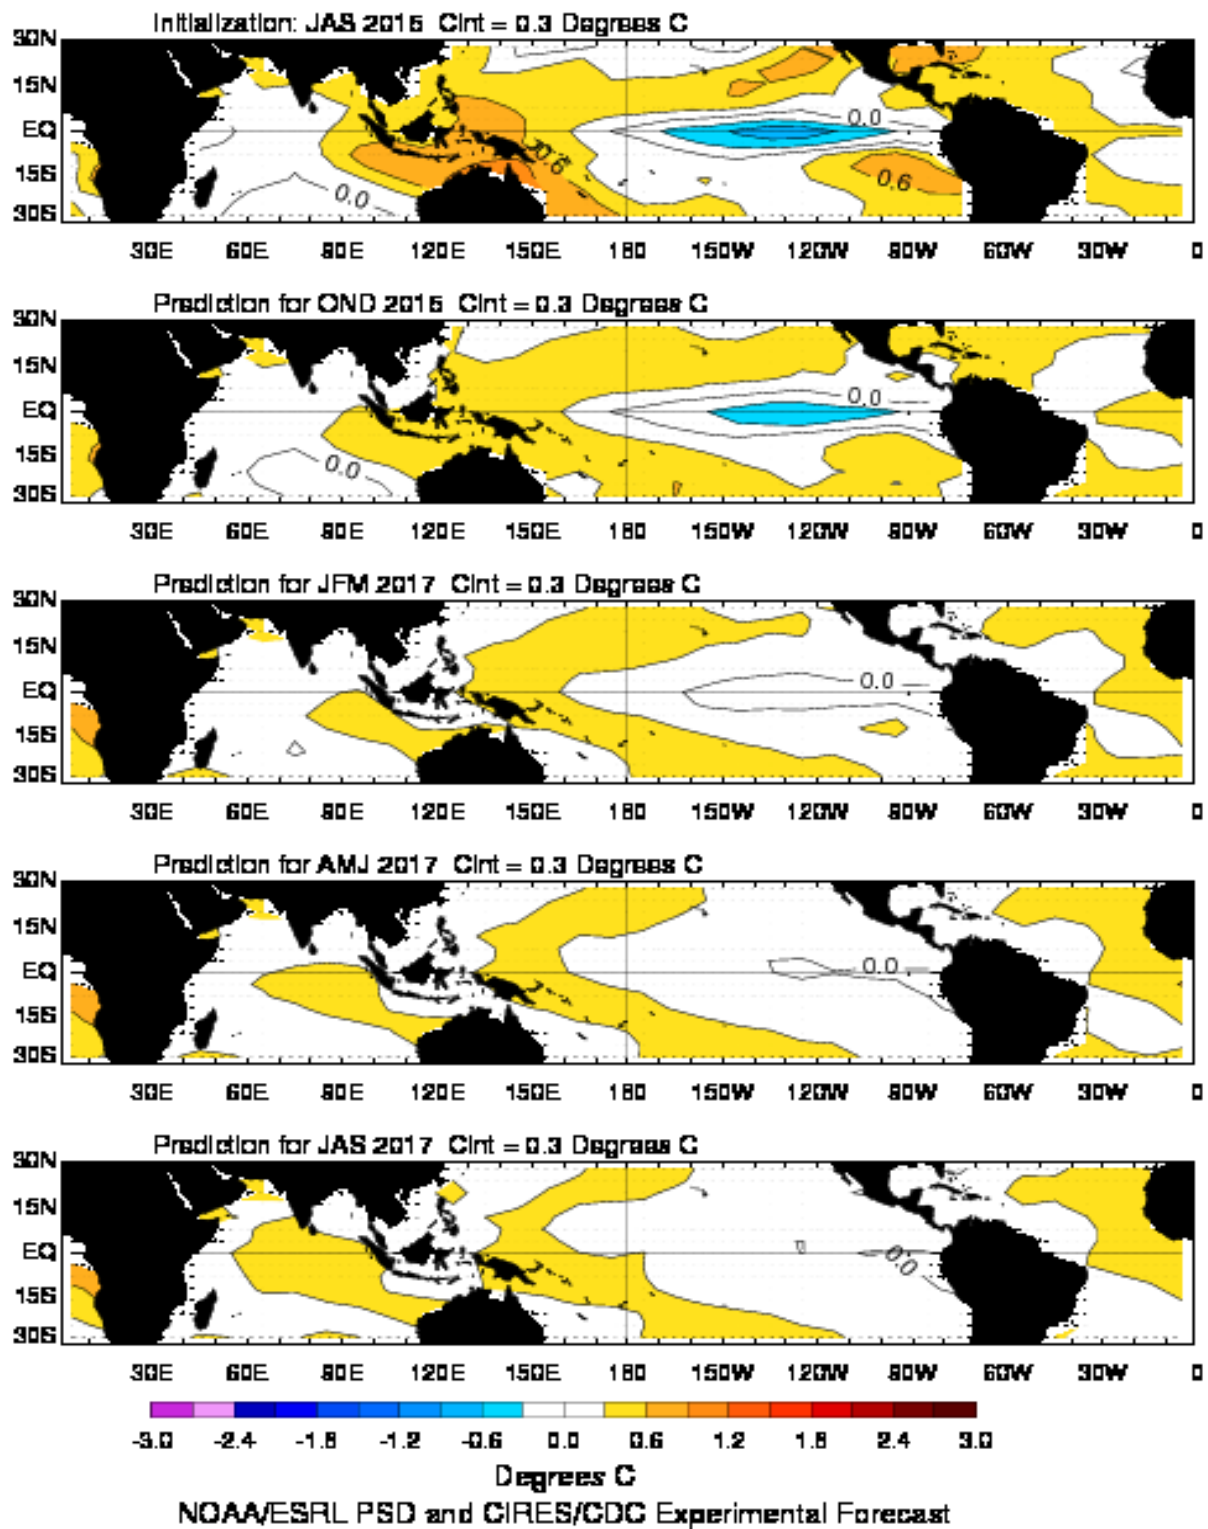 Initialization: JAS 2016 Cint = 0.3 Degrees C
30N
15N
0.0
EQ
0.6
15S
0.0
0.6
30S
30E 60E 90E 120E 150E 180 150W 120W 90W 60W 30W 0
Prediction for OND 2016 Cint = 0.3 Degrees C
30N
15N
0.0
EQ
15S
0.0
30S
30E 60E 90E 120E 150E 180 150W 120W 90W 60W 30W 0
Prediction for JFM 2017 Cint = 0.3 Degrees C
30N
15N
0.0
EQ
15S
30S
30E 60E 90E 120E 150E 180 150W 120W 90W 60W 30W 0
Prediction for AMJ 2017 Cint = 0.3 Degrees C
30N
15N
0.0
EQ
15S
30S
30E 60E 90E 120E 150E 180 150W 120W 90W 60W 30W 0
Prediction for JAS 2017 Cint = 0.3 Degrees C
30N
15N
EQ
0.0
15S
30S
30E 60E 90E 120E 150E 180 150W 120W 90W 60W 30W 0
-3.0 -2.4 -1.8 -1.2 -0.6 0.0 0.6 1.2 1.8 2.4 3.0
Degrees C
NOAA/ESRL PSD and CIRES/CDC Experimental Forecast